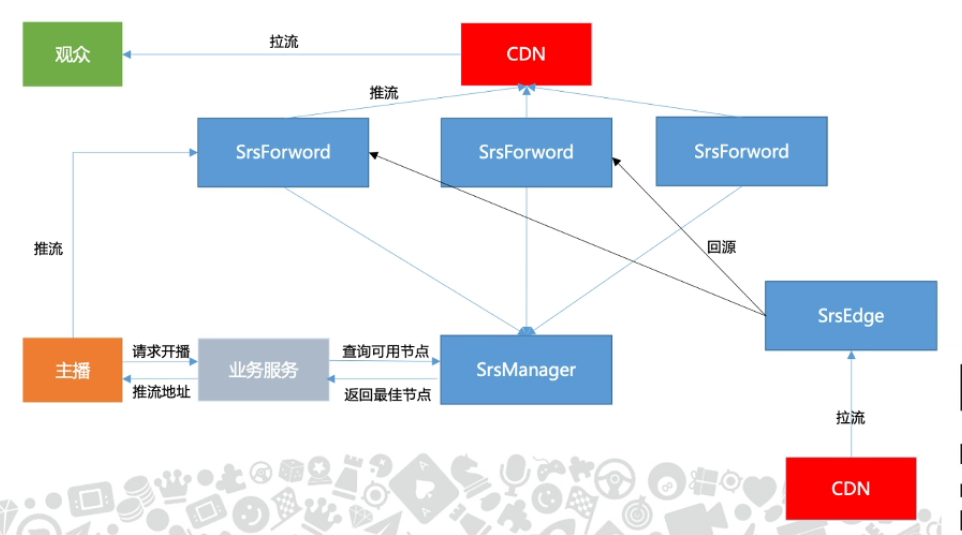 观众
拉流
CDN
推流
SrsForword
SrsForword
SrsForword
推流
回源
SrsEdge
主播
请求开播
推流地址
业务服务
查询可用节点
返回最佳节点
SrsManager
拉流
CDN